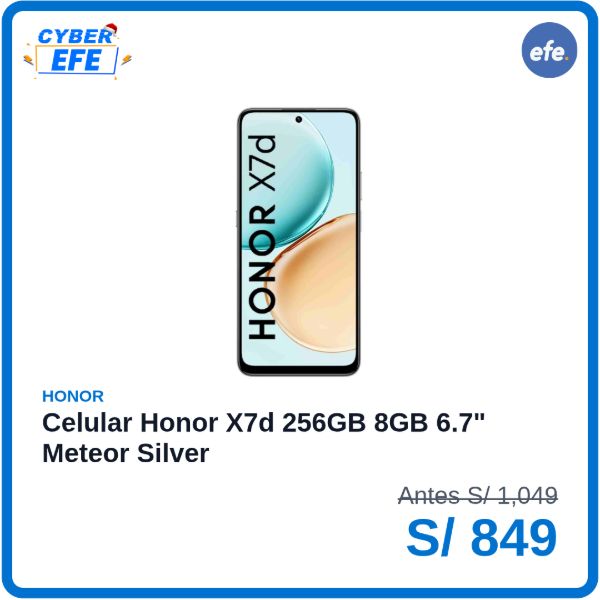 CYBER
EFE
efe.
HONOR X7d
HONOR
Celular Honor X7d 256GB 8GB 6.7"
Meteor Silver
Antes S/ 1,049
S/ 849